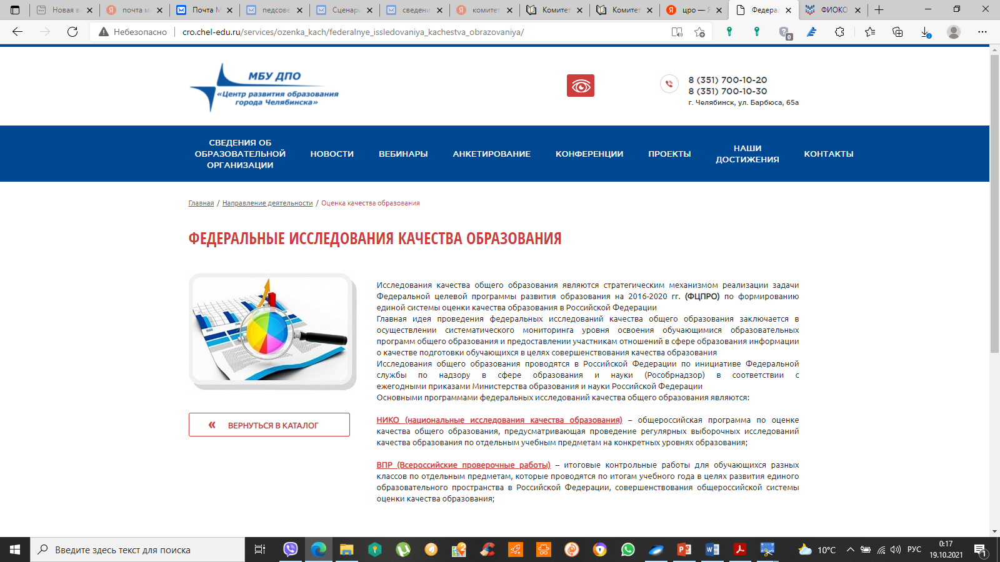 Новая в
почта м
Почта М
педсове
Сценари
сведени
комитет
Комитет
Комитет
цро — Я
Федерал
ФИОКО
Небезопасно
cro.chel-edu.ru/services/ozenka_kach/federalnye_issledovaniya_kachestva_obrazovaniya/
0
МБУ ДПО
«Центр развития образования
города Челябинска»
8 (351) 700-10-20
8 (351) 700-10-30
г. Челябинск, ул. Барбюса, 65а
СВЕДЕНИЯ ОБ
ОБРАЗОВАТЕЛЬНОЙ
ОРГАНИЗАЦИИ
НОВОСТИ
ВЕБИНАРЫ
АНКЕТИРОВАНИЕ
КОНФЕРЕНЦИИ
ПРОЕКТЫ
НАШИ
ДОСТИЖЕНИЯ
КОНТАКТЫ
Главная / Направление деятельности / Оценка качества образования
ФЕДЕРАЛЬНЫЕ ИССЛЕДОВАНИЯ КАЧЕСТВА ОБРАЗОВАНИЯ
Исследования качества общего образования являются стратегическим механизмом реализации задачи
Федеральной целевой программы развития образования на 2016-2020 гг. (ФЦПРО) по формированию
единой системы оценки качества образования в Российской Федерации
Главная идея проведения федеральных исследований качества общего образования заключается в
осуществлении систематического мониторинга уровня освоения обучающимися образовательных
программ общего образования и предоставлении участникам отношений в сфере образования информации
о качестве подготовки обучающихся в целях совершенствования качества образования
Исследования общего образования проводятся в Российской Федерации по инициативе Федеральной
службы по надзору в сфере образования и науки (Рособрнадзор) в соответствии с
ежегодными приказами Министерства образования и науки Российской Федерации
Основными программами федеральных исследований качества общего образования являются:
« ВЕРНУТЬСЯ В КАТАЛОГ
НИКО (национальные исследования качества образования) – общероссийская программа по оценке
качества общего образования, предусматривающая проведение регулярных выборочных исследований
качества образования по отдельным учебным предметам на конкретных уровнях образования;
ВПР (Всероссийские проверочные работы) – итоговые контрольные работы для обучающихся разных
классов по отдельным предметам, которые проводятся по итогам учебного года в целях развития единого
образовательного пространства в Российской Федерации, совершенствования общероссийской системы
оценки качества образования;
Введите здесь текст для поиска
10°C
РУС
0:17
19.10.2021
1